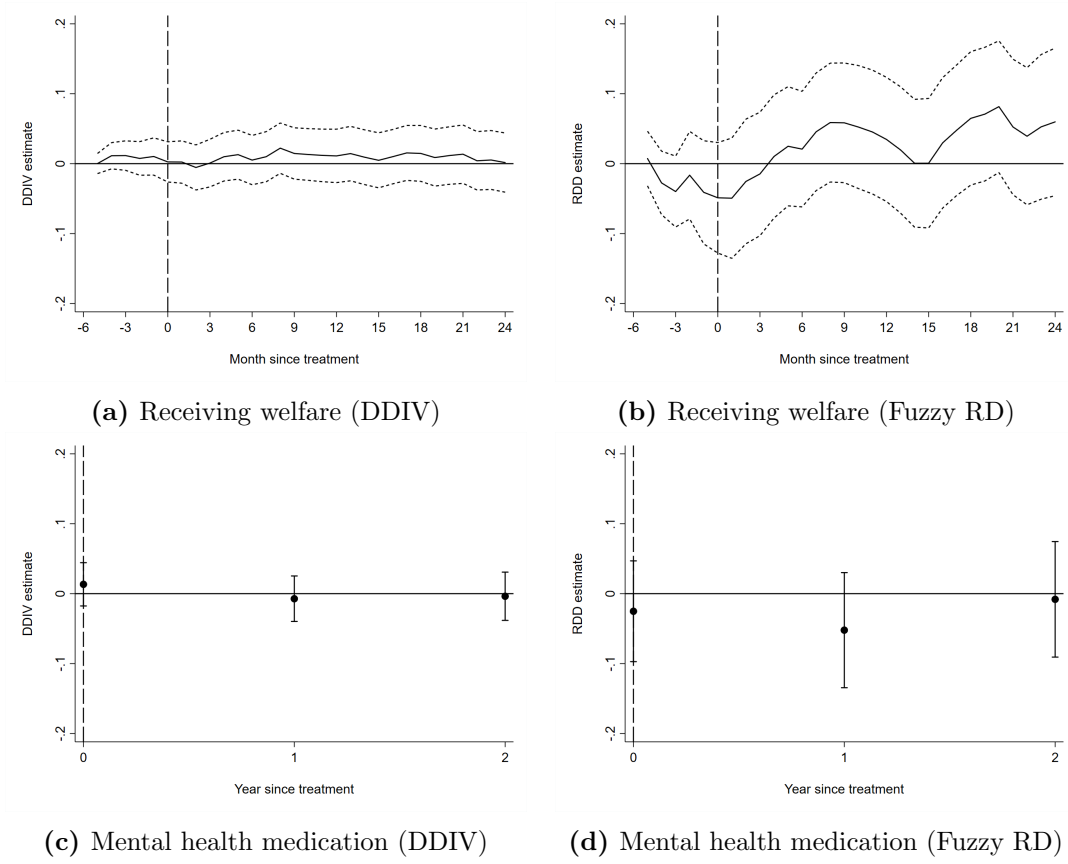 .2
.1
0
-.1
-.2
DDIV estimate
-6 -3 0 3 6 9 12 15 18 21 24
Month since treatment
(a) Receiving welfare (DDIV)
.2
.1
0
-.1
-.2
RDD estimate
-6 -3 0 3 6 9 12 15 18 21 24
Month since treatment
(b) Receiving welfare (Fuzzy RD)
.2
.1
0
-.1
-.2
DDIV estimate
0 1 2
Year since treatment
(c) Mental health medication (DDIV)
.2
.1
0
-.1
-.2
RDD estimate
0 1 2
Year since treatment
(d) Mental health medication (Fuzzy RD)